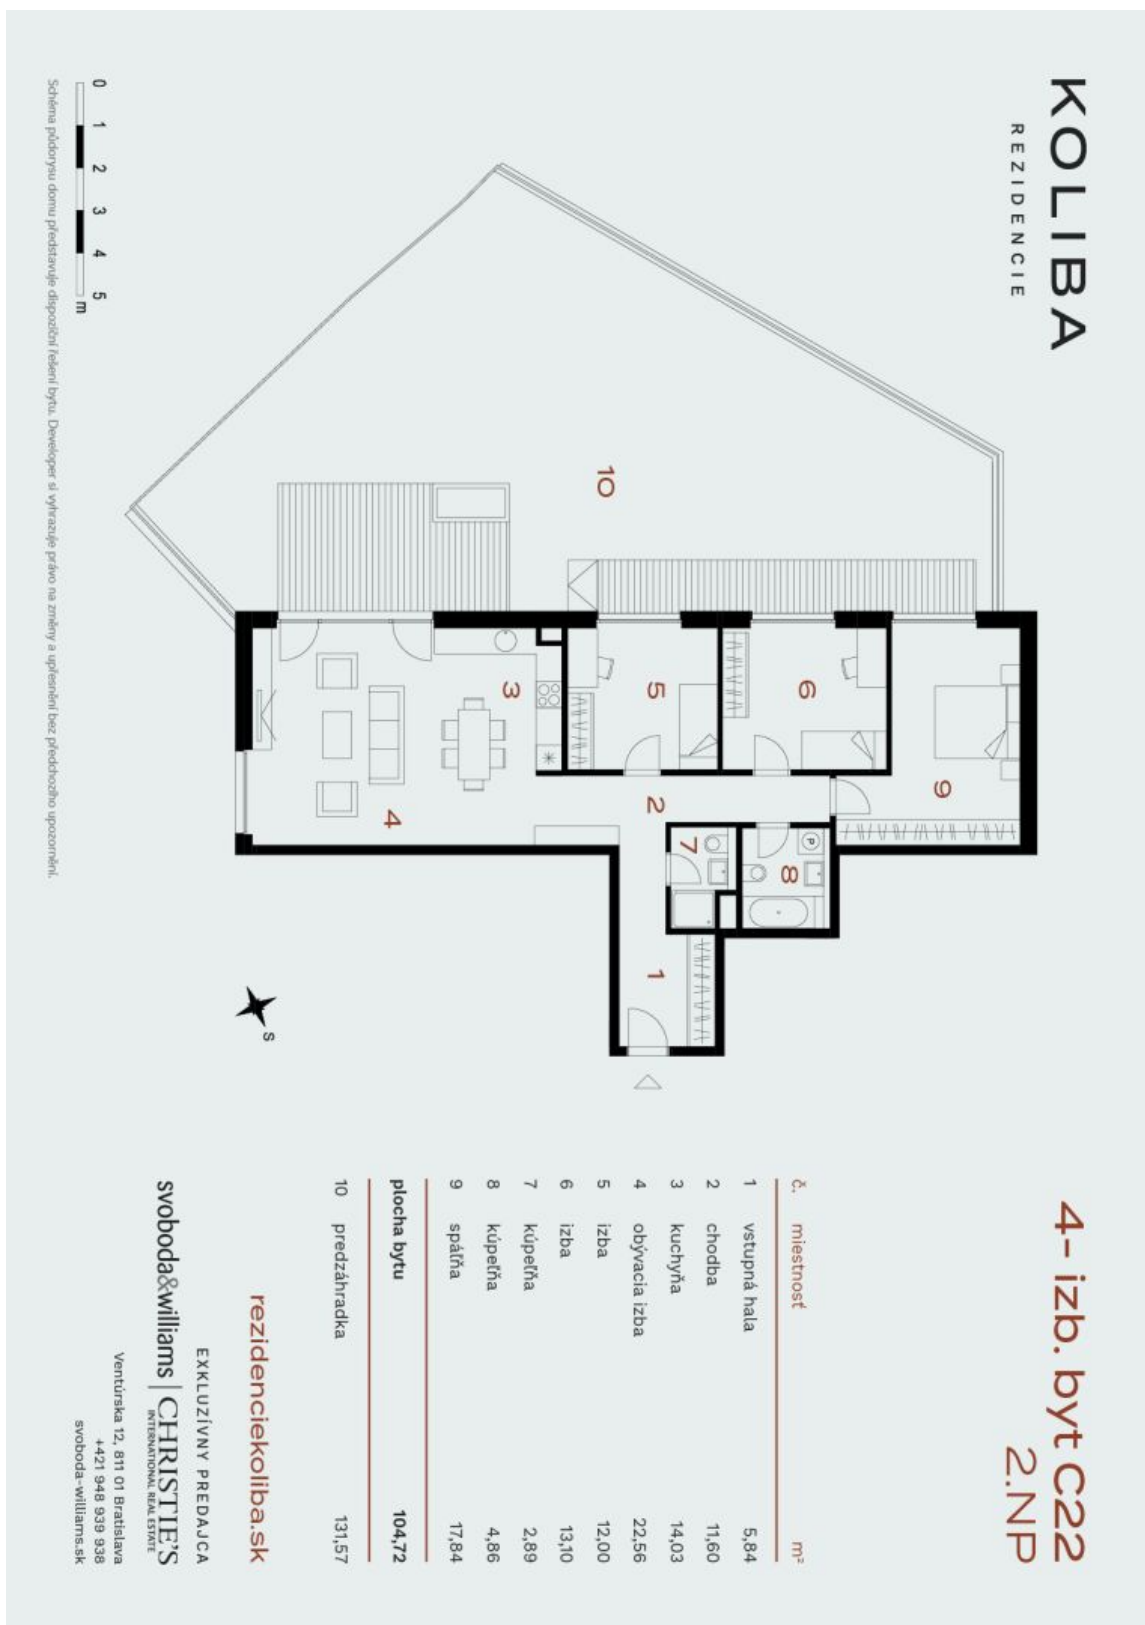 KOLIBA
REZIDENCIE
4- izb. byt C22
2.NP
10
9
6
8
5
7
2
1
3
4
S
č. miestnosť m²
1 vstupná hala 5,84
2 chodba 11,60
3 kuchyňa 14,03
4 obývacia izba 22,56
5 izba 12,00
6 izba 13,10
7 kúpeľňa 2,89
8 kúpeľňa 4,86
9 spáľňa 17,84
plocha bytu 104,72
10 predzáhradka 131,57
P
rezidenciekoliba.sk
EXKLUZÍVNY PREDAJCA
svoboda&williams | CHRISTIE'S
INTERNATIONAL REAL ESTATE
Ventúrska 12, 811 01 Bratislava
+421 948 939 938
svoboda-williams.sk
0 1 2 3 4 5 m
Schéma půdorysu domu představuje dispoziční řešení bytu. Developer si vyhrazuje právo na změny a upřesnění bez předchozího upozornění.